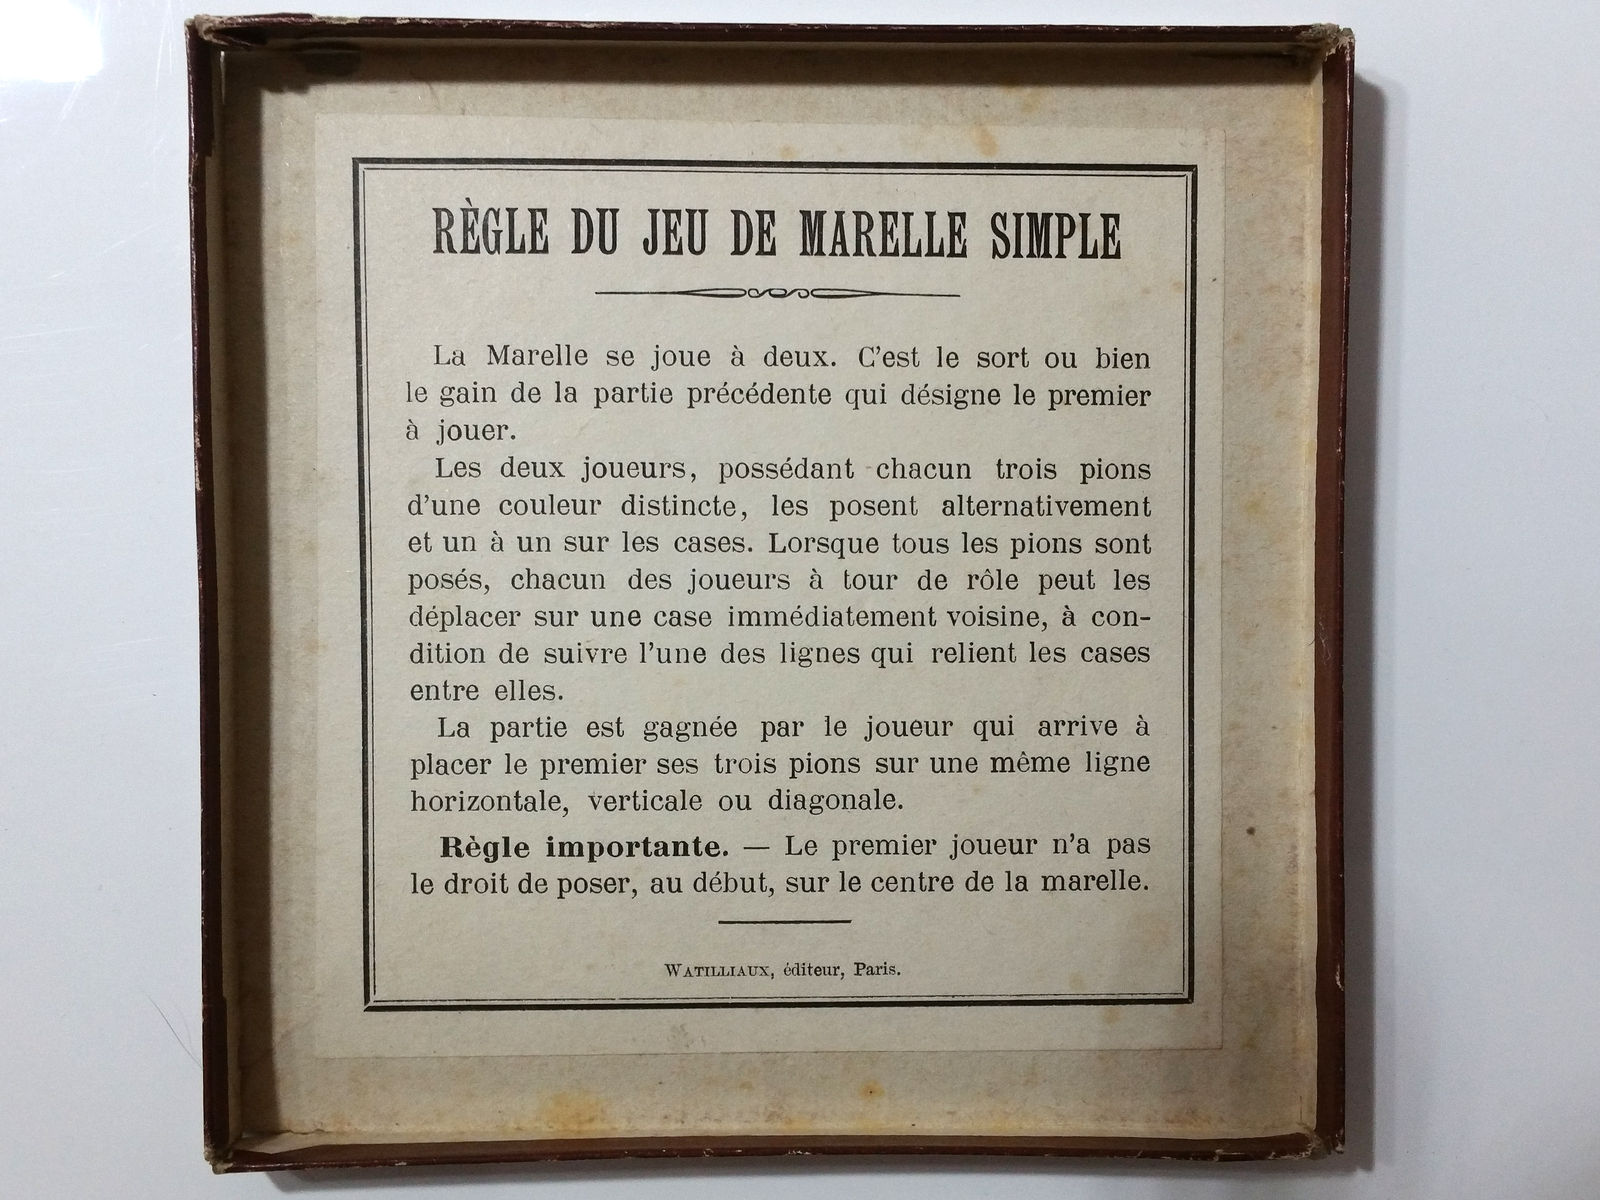 RÈGLE DU JEU DE MARELLE SIMPLE
La Marelle se joue à deux. C'est le sort ou bien
le gain de la partie précédente qui désigne le premier
à jouer.
Les deux joueurs, possédant chacun trois pions
d'une couleur distincte, les posent alternativement
et un à un sur les cases. Lorsque tous les pions sont
posés, chacun des joueurs à tour de rôle peut les
déplacer sur une case immédiatement voisine, à con-
dition de suivre l'une des lignes qui relient les cases
entre elles.
La partie est gagnée par le joueur qui arrive à
placer le premier ses trois pions sur une même ligne
horizontale, verticale ou diagonale.
Règle importante. — Le premier joueur n'a pas
le droit de poser, au début, sur le centre de la marelle.
WATILLIAUX, éditeur, Paris.